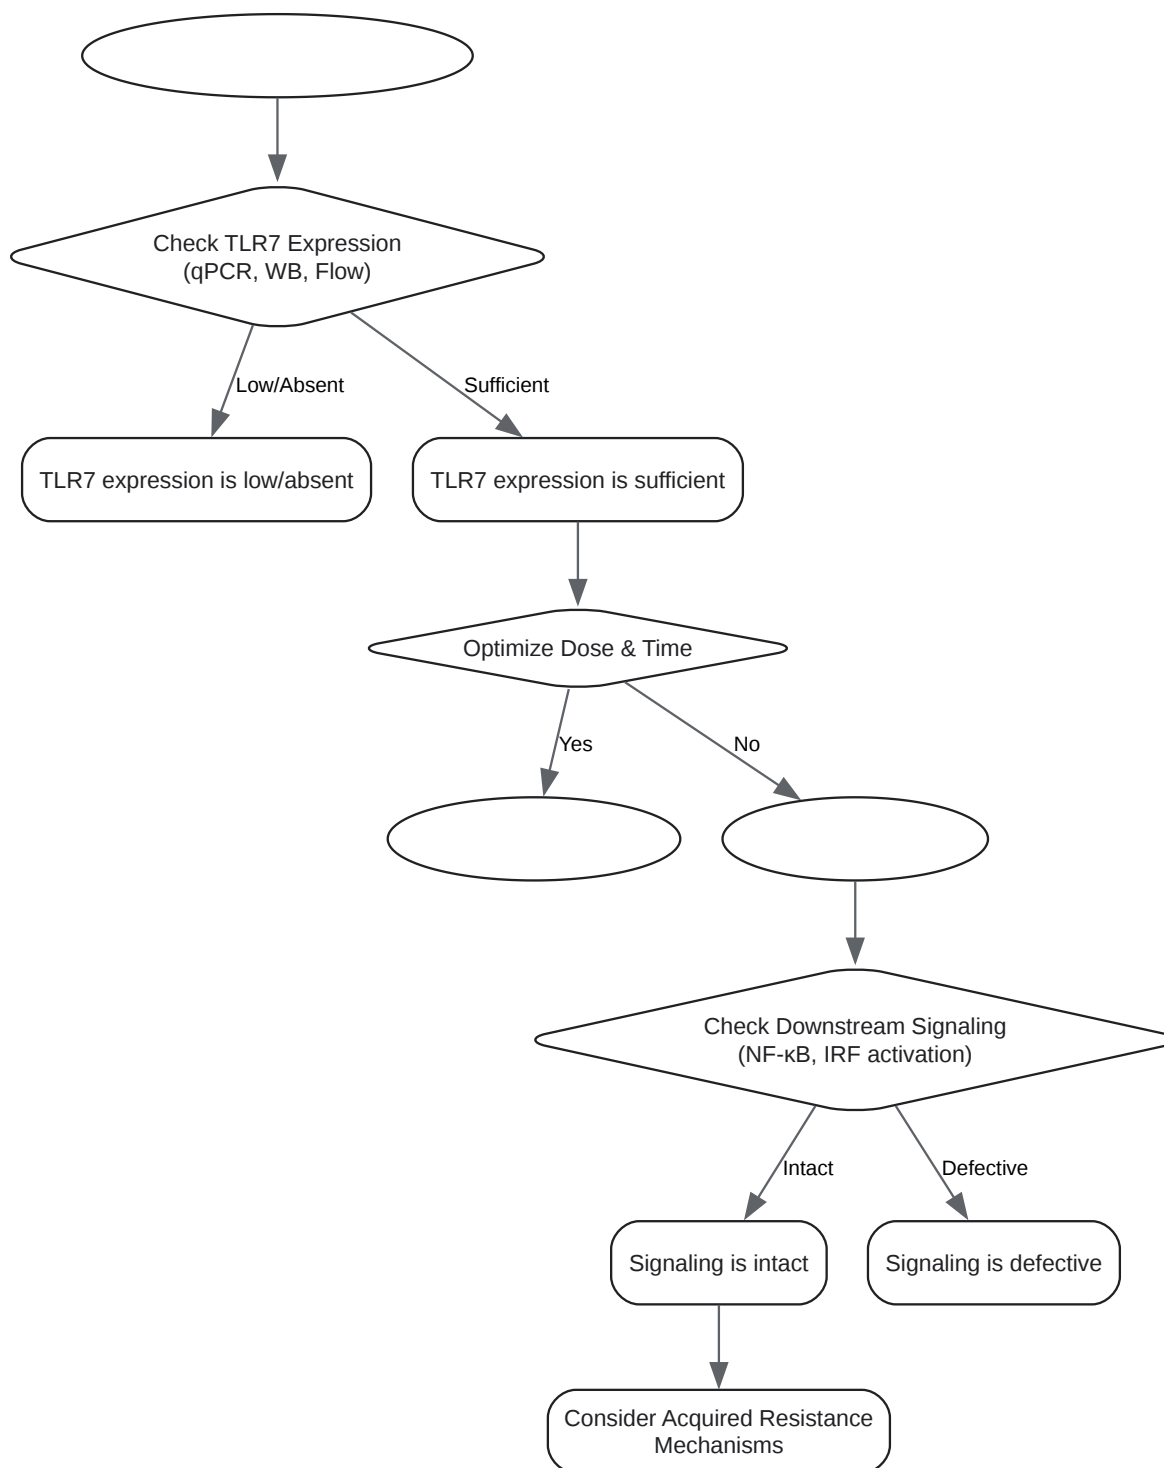 Check TLR7 Expression
(qPCR, WB, Flow)
Low/Absent
Sufficient
TLR7 expression is low/absent
TLR7 expression is sufficient
Optimize Dose & Time
Yes
No
Check Downstream Signaling
(NF-κB, IRF activation)
Intact
Defective
Signaling is intact
Signaling is defective
Consider Acquired Resistance
Mechanisms